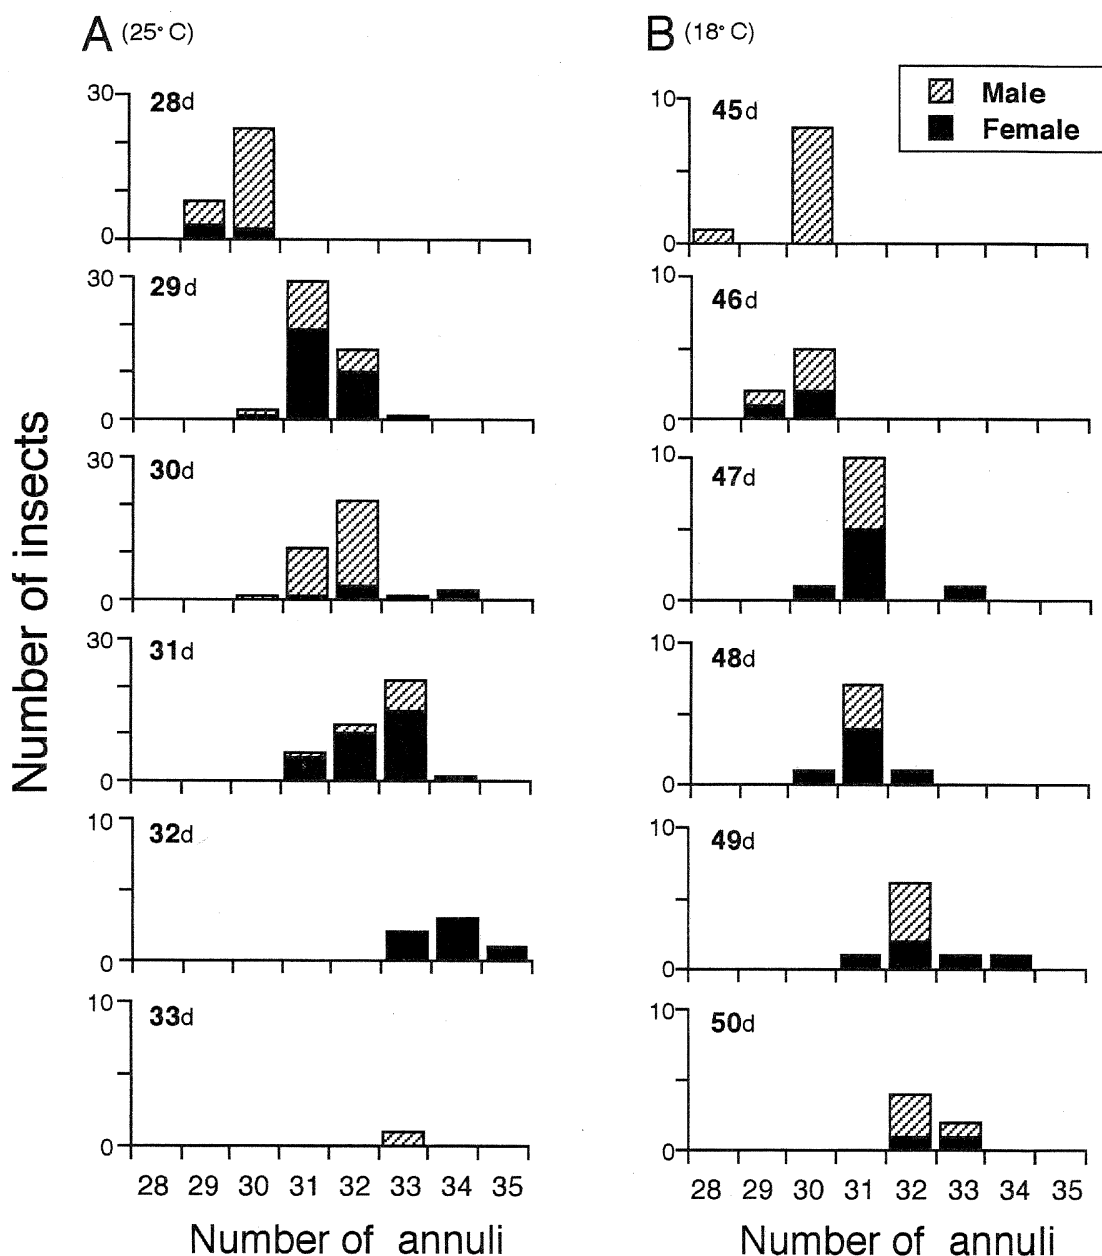 A (25° C)
B (18° C)
Male
Female
30
28d
0
30
29d
0
30
30d
0
30
31d
0
10
32d
0
10
33d
0
28 29 30 31 32 33 34 35
Number of annuli
10
45d
0
10
46d
0
10
47d
0
10
48d
0
10
49d
0
10
50d
0
28 29 30 31 32 33 34 35
Number of annuli
Number of insects